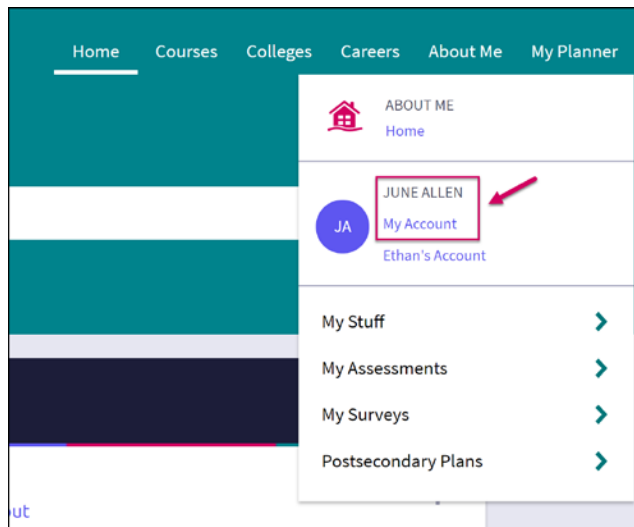 Home Courses Colleges Careers About Me My Planner
ABOUT ME
Home
JUNE ALLEN
JA
My Account
Ethan's Account
My Stuff
My Assessments
My Surveys
Postsecondary Plans
out